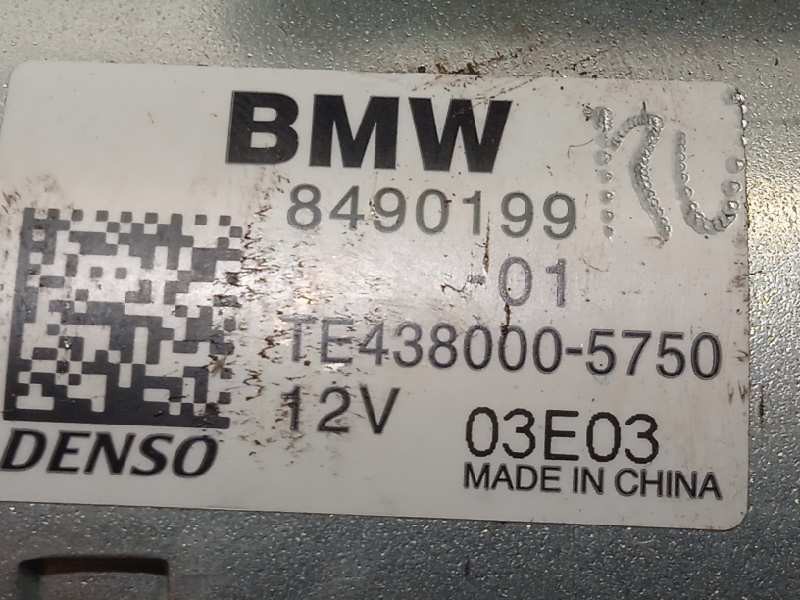 BMW
8490199
-01
TE438000-5750
12V
03E03
DENSO
MADE IN CHINA